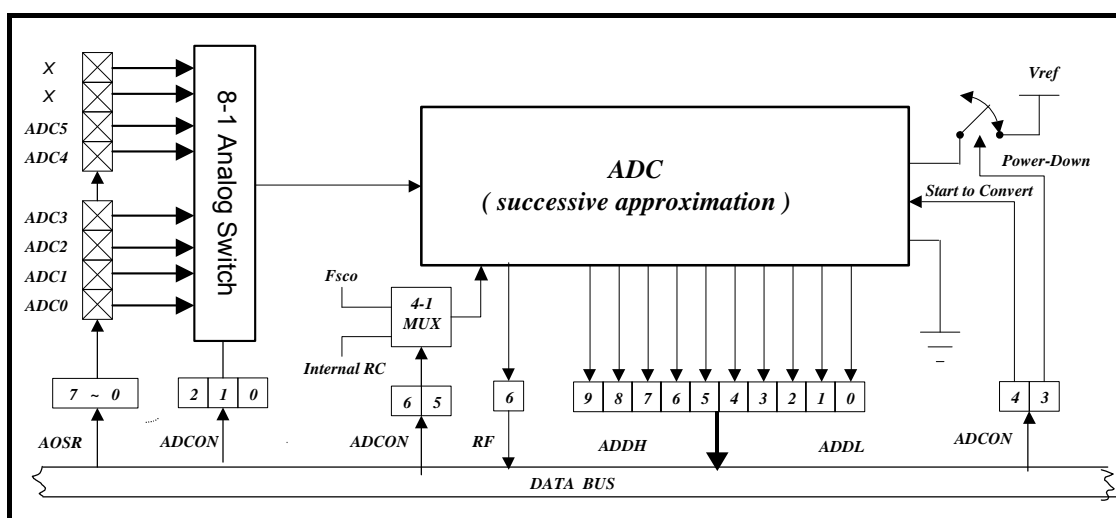 X
X
ADC5
ADC4
ADC3
ADC2
ADC1
ADC0
8-1 Analog Switch
ADC
( successive approximation )
Vref
Power-Down
Start to Convert
Fsco
4-1
MUX
Internal RC
7 ~ 0
2 1 0
6 5
6
9 8 7 6 5 4 3 2 1 0
4 3
AOSR
ADCON
ADCON
RF
ADDH
ADDL
ADCON
DATA BUS